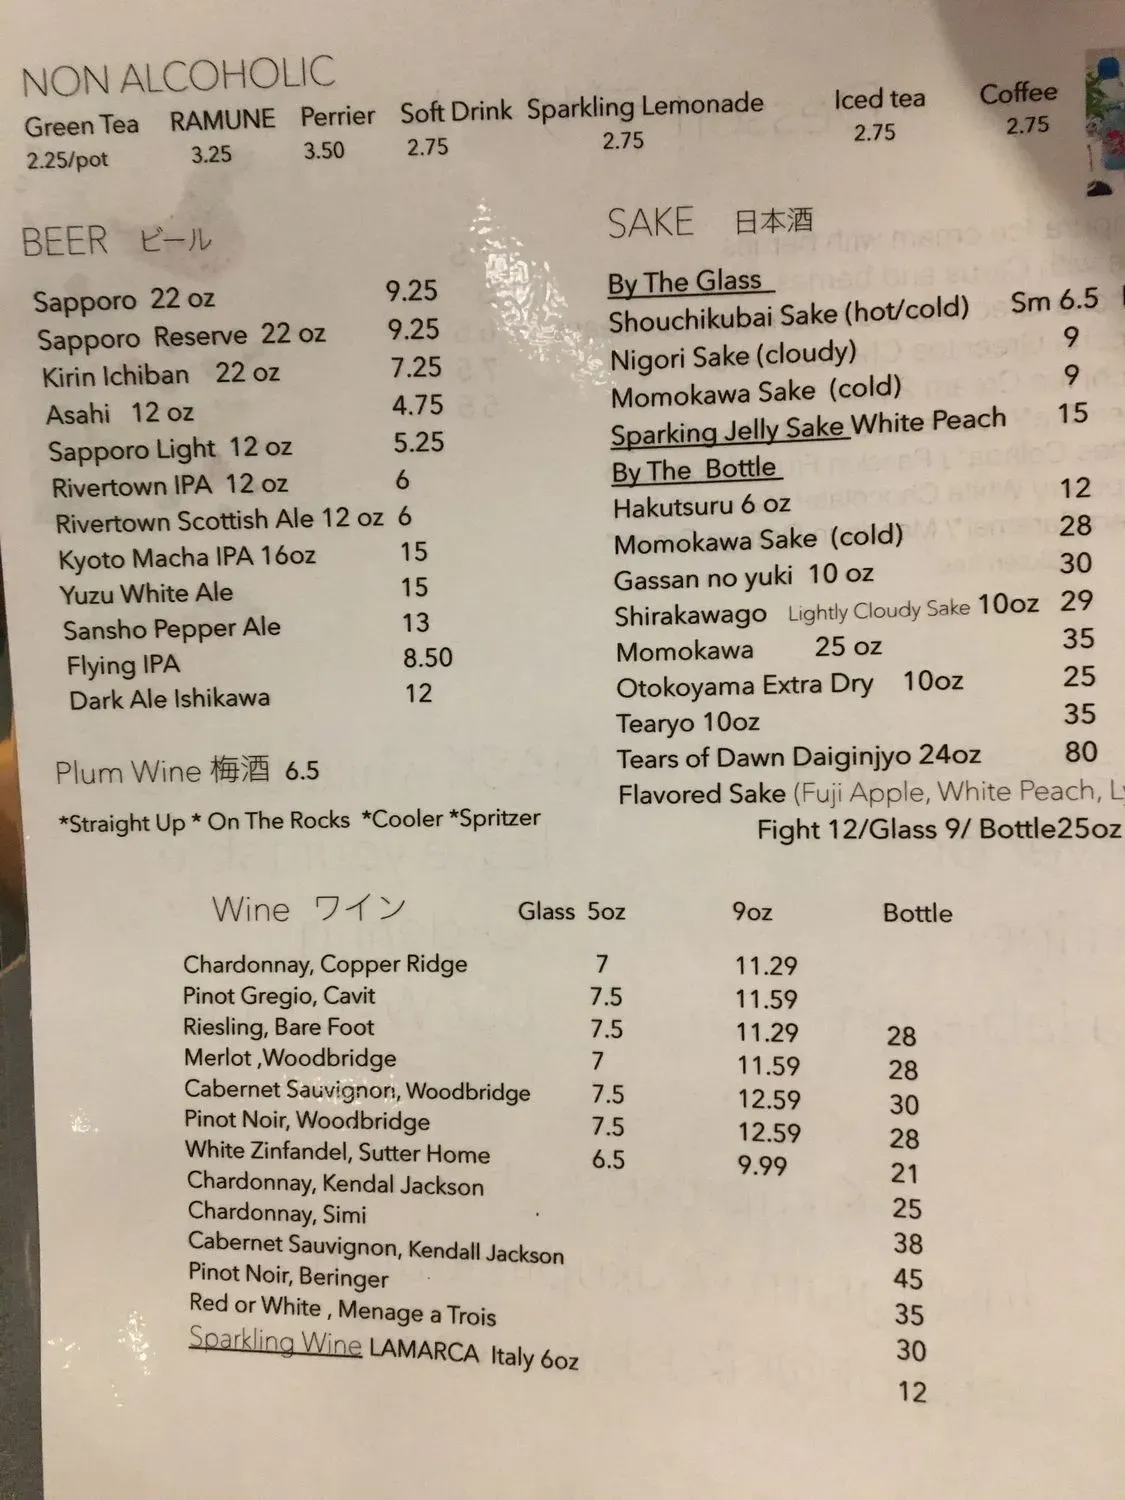 NON ALCOHOLIC
Green Tea RAMUNE Perrier Soft Drink Sparkling Lemonade Iced tea Coffee
2.25/pot 3.25 3.50 2.75 2.75 2.75 2.75
BEER ビール
Sapporo 22 oz 9.25
Sapporo Reserve 22 oz 9.25
Kirin Ichiban 22 oz 7.25
Asahi 12 oz 4.75
Sapporo Light 12 oz 5.25
Rivertown IPA 12 oz 6
Rivertown Scottish Ale 12 oz 6
Kyoto Macha IPA 16oz 15
Yuzu White Ale 15
Sansho Pepper Ale 13
Flying IPA 8.50
Dark Ale Ishikawa 12
Plum Wine 梅酒 6.5
*Straight Up * On The Rocks *Cooler *Spritzer
SAKE 日本酒
By The Glass
Shouchikubai Sake (hot/cold) Sm 6.5
Nigori Sake (cloudy) 9
Momokawa Sake (cold) 9
Sparking Jelly Sake White Peach 15
By The Bottle
Hakutsuru 6 oz 12
Momokawa Sake (cold) 28
Gassan no yuki 10 oz 30
Shirakawago Lightly Cloudy Sake 10oz 29
Momokawa 25 oz 35
Otokoyama Extra Dry 10oz 25
Tearyo 10oz 35
Tears of Dawn Daiginjyo 24oz 80
Flavored Sake (Fuji Apple, White Peach,
Fight 12/Glass 9/ Bottle25oz
Wine ワイン Glass 5oz 9oz Bottle
Chardonnay, Copper Ridge 7 11.29
Pinot Gregio, Cavit 7.5 11.59
Riesling, Bare Foot 7.5 11.29 28
Merlot ,Woodbridge 7 11.59 28
Cabernet Sauvignon, Woodbridge 7.5 12.59 30
Pinot Noir, Woodbridge 7.5 12.59 28
White Zinfandel, Sutter Home 6.5 9.99 21
Chardonnay, Kendal Jackson 25
Chardonnay, Simi 38
Cabernet Sauvignon, Kendall Jackson 45
Pinot Noir, Beringer 35
Red or White , Menage a Trois 30
Sparkling Wine LAMARCA Italy 6oz 12